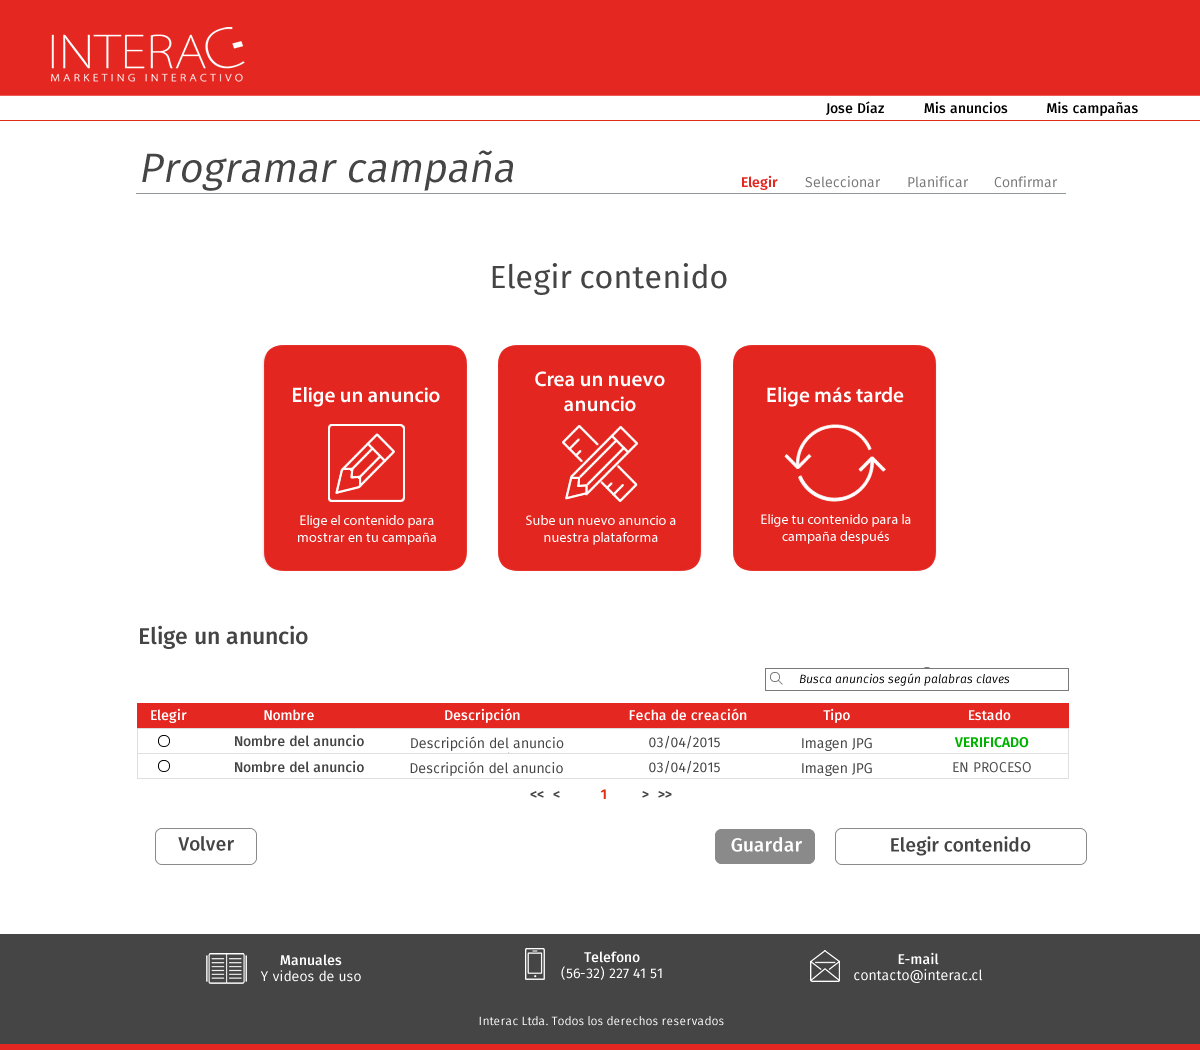 INTERAC
MARKETING INTERACTIVO
Jose Díaz Mis anuncios Mis campañas
Programar campaña
Elegir Seleccionar Planificar Confirmar
Elegir contenido
Elige un anuncio
Elige el contenido para
mostrar en tu campaña
Crea un nuevo
anuncio
Sube un nuevo anuncio a
nuestra plataforma
Elige más tarde
Elige tu contenido para la
campaña después
Elige un anuncio
Busca anuncios según palabras claves
Elegir Nombre Descripción Fecha de creación Tipo Estado
Nombre del anuncio Descripción del anuncio 03/04/2015 Imagen JPG VERIFICADO
Nombre del anuncio Descripción del anuncio 03/04/2015 Imagen JPG EN PROCESO
<< < 1 > >>
Volver Guardar Elegir contenido
Manuales
Y videos de uso
Telefono
(56-32) 227 41 51
E-mail
contacto@interac.cl
Interac Ltda. Todos los derechos reservados